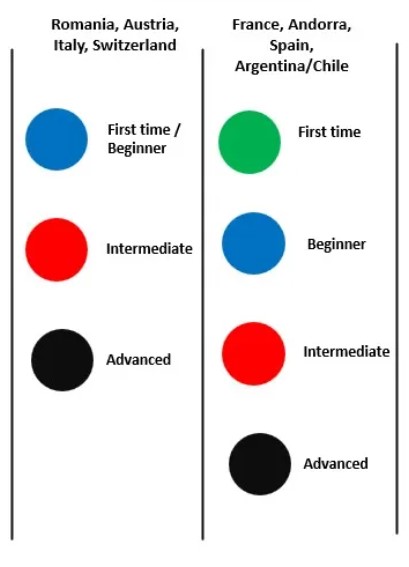 Romania, Austria,
Italy, Switzerland
First time /
Beginner
Intermediate
Advanced
France, Andorra,
Spain,
Argentina/Chile
First time
Beginner
Intermediate
Advanced